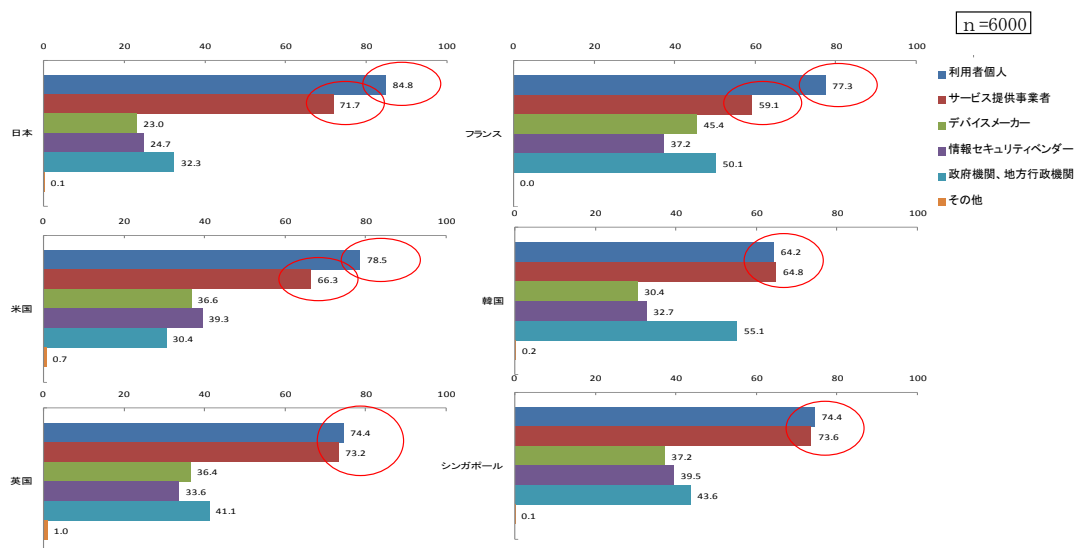 n=6000
0 20 40 60 80 100
日本
84.8
71.7
23.0
24.7
32.3
0.1
0 20 40 60 80 100
フランス
77.3
59.1
45.4
37.2
50.1
0.0
利用者個人
サービス提供事業者
デバイスメーカー
情報セキュリティベンダー
政府機関、地方行政機関
その他
0 20 40 60 80 100
米国
78.5
66.3
36.6
39.3
30.4
0.7
0 20 40 60 80 100
韓国
64.2
64.8
30.4
32.7
55.1
0.2
0 20 40 60 80 100
英国
74.4
73.2
36.4
33.6
41.1
1.0
0 20 40 60 80 100
シンガポール
74.4
73.6
37.2
39.5
43.6
0.1